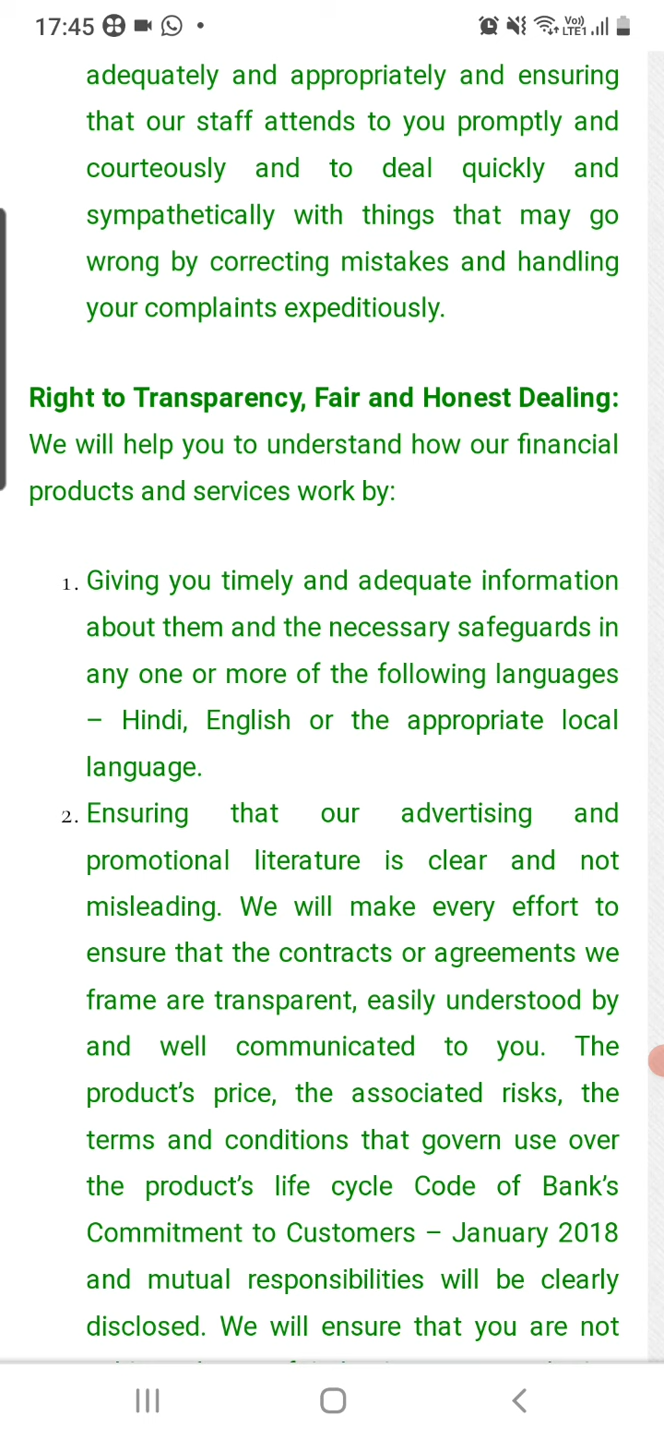 17:45
Vo)) LTE1
adequately and appropriately and ensuring
that our staff attends to you promptly and
courteously and to deal quickly and
sympathetically with things that may go
wrong by correcting mistakes and handling
your complaints expeditiously.
Right to Transparency, Fair and Honest Dealing:
We will help you to understand how our financial
products and services work by:
1. Giving you timely and adequate information
about them and the necessary safeguards in
any one or more of the following languages
– Hindi, English or the appropriate local
language.
2. Ensuring that our advertising and
promotional literature is clear and not
misleading. We will make every effort to
ensure that the contracts or agreements we
frame are transparent, easily understood by
and well communicated to you. The
product’s price, the associated risks, the
terms and conditions that govern use over
the product’s life cycle Code of Bank’s
Commitment to Customers – January 2018
and mutual responsibilities will be clearly
disclosed. We will ensure that you are not